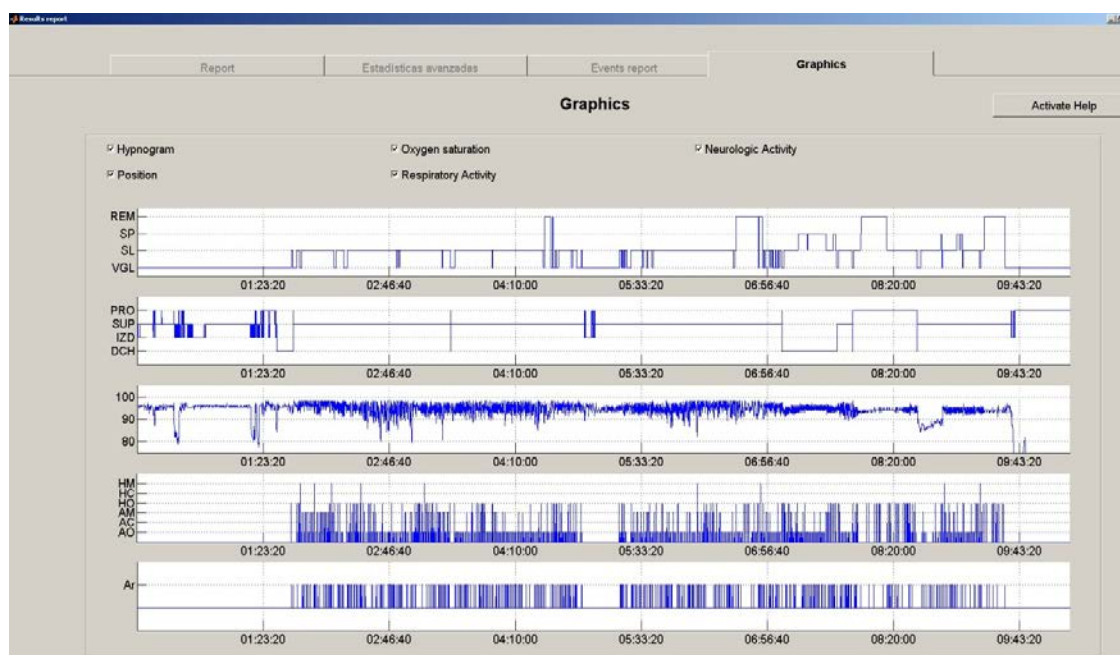 Results report
Report Estadísticas avanzadas Events report Graphics
Graphics
Activate Help
Hypnogram Oxygen saturation Neurologic Activity
Position Respiratory Activity
REM
SP
SL
VGL
01:23:20 02:46:40 04:10:00 05:33:20 06:56:40 08:20:00 09:43:20
PRO
SUP
IZD
DCH
01:23:20 02:46:40 04:10:00 05:33:20 06:56:40 08:20:00 09:43:20
100
90
80
01:23:20 02:46:40 04:10:00 05:33:20 06:56:40 08:20:00 09:43:20
HM
HC
HO
AM
AC
AO
01:23:20 02:46:40 04:10:00 05:33:20 06:56:40 08:20:00 09:43:20
Ar
01:23:20 02:46:40 04:10:00 05:33:20 06:56:40 08:20:00 09:43:20